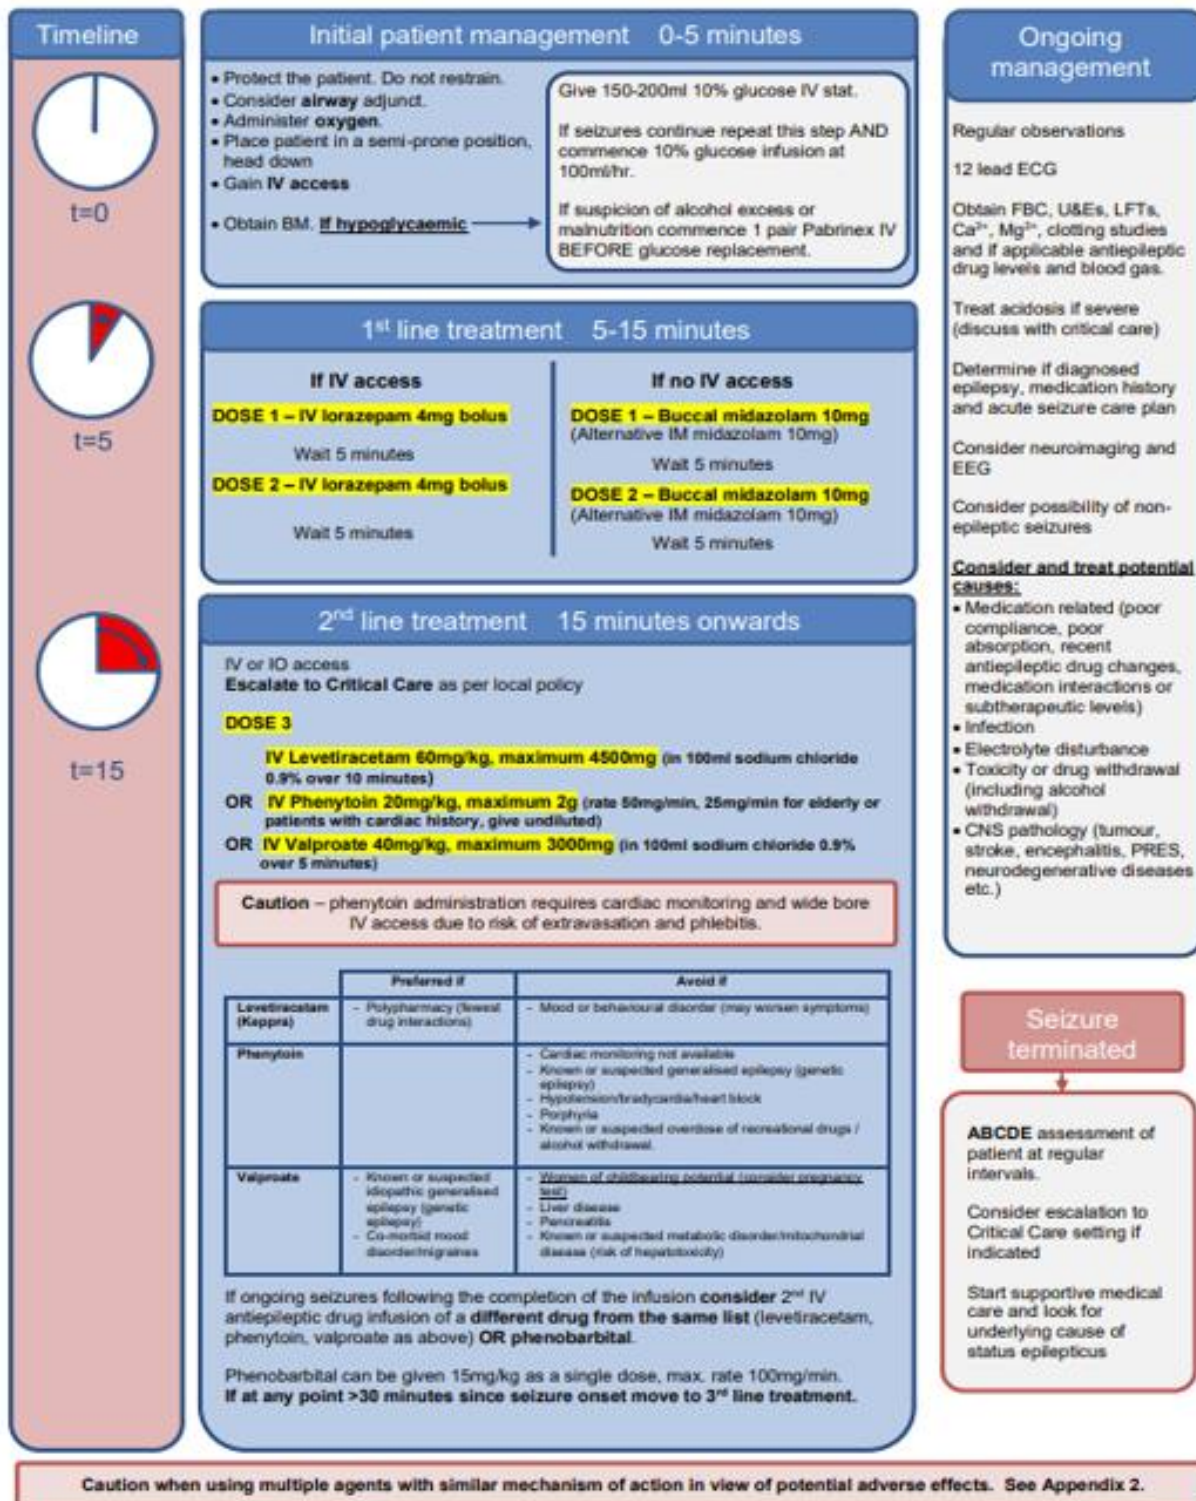 Timeline
t=0
t=5
t=15
Initial patient management 0-5 minutes
• Protect the patient. Do not restrain.
• Consider airway adjunct.
• Administer oxygen.
• Place patient in a semi-prone position,
head down
• Gain IV access
• Obtain BM. If hypoglycaemic
Give 150-200ml 10% glucose IV stat.
If seizures continue repeat this step AND
commence 10% glucose infusion at
100ml/hr.
If suspicion of alcohol excess or
malnutrition commence 1 pair Pabrinex IV
BEFORE glucose replacement.
1st line treatment 5-15 minutes
If IV access
DOSE 1 – IV lorazepam 4mg bolus
Wait 5 minutes
DOSE 2 – IV lorazepam 4mg bolus
Wait 5 minutes
If no IV access
DOSE 1 – Buccal midazolam 10mg
(Alternative IM midazolam 10mg)
Wait 5 minutes
DOSE 2 – Buccal midazolam 10mg
(Alternative IM midazolam 10mg)
Wait 5 minutes
2nd line treatment 15 minutes onwards
IV or IO access
Escalate to Critical Care as per local policy
DOSE 3
IV Levetiracetam 60mg/kg, maximum 4500mg (in 100ml sodium chloride
0.9% over 10 minutes)
OR IV Phenytoin 20mg/kg, maximum 2g (rate 50mg/min, 25mg/min for elderly or
patients with cardiac history, give undiluted)
OR IV Valproate 40mg/kg, maximum 3000mg (in 100ml sodium chloride 0.9%
over 5 minutes)
Caution – phenytoin administration requires cardiac monitoring and wide bore
IV access due to risk of extravasation and phlebitis.
Preferred if
Avoid if
Levetiracetam
(Keppra)
- Polypharmacy (fewest
drug interactions)
- Mood or behavioural disorder (may worsen symptoms)
Phenytoin
- Cardiac monitoring not available
- Known or suspected generalised epilepsy (genetic
epilepsy)
- Hypotension/bradycardia/heart block
- Porphyria
- Known or suspected overdose of recreational drugs /
alcohol withdrawal.
Valproate
- Known or suspected
idiopathic generalised
epilepsy (genetic
epilepsy)
- Co-morbid mood
disorder/migraines
- Women of childbearing potential (consider pregnancy
test)
- Liver disease
- Pancreatitis
- Known or suspected metabolic disorder/mitochondrial
disease (risk of hepatotoxicity)
If ongoing seizures following the completion of the infusion consider 2nd IV
antiepileptic drug infusion of a different drug from the same list (levetiracetam,
phenytoin, valproate as above) OR phenobarbital.
Phenobarbital can be given 15mg/kg as a single dose, max. rate 100mg/min.
If at any point >30 minutes since seizure onset move to 3rd line treatment.
Ongoing
management
Regular observations
12 lead ECG
Obtain FBC, U&Es, LFTs,
Ca²⁺, Mg²⁺, clotting studies
and if applicable antiepileptic
drug levels and blood gas.
Treat acidosis if severe
(discuss with critical care)
Determine if diagnosed
epilepsy, medication history
and acute seizure care plan
Consider neuroimaging and
EEG
Consider possibility of non-
epileptic seizures
Consider and treat potential
causes:
• Medication related (poor
compliance, poor
absorption, recent
antiepileptic drug changes,
medication interactions or
subtherapeutic levels)
• Infection
• Electrolyte disturbance
• Toxicity or drug withdrawal
(including alcohol
withdrawal)
• CNS pathology (tumour,
stroke, encephalitis, PRES,
neurodegenerative diseases
etc.)
Seizure
terminated
ABCDE assessment of
patient at regular
intervals.
Consider escalation to
Critical Care setting if
indicated
Start supportive medical
care and look for
underlying cause of
status epilepticus
Caution when using multiple agents with similar mechanism of action in view of potential adverse effects. See Appendix 2.